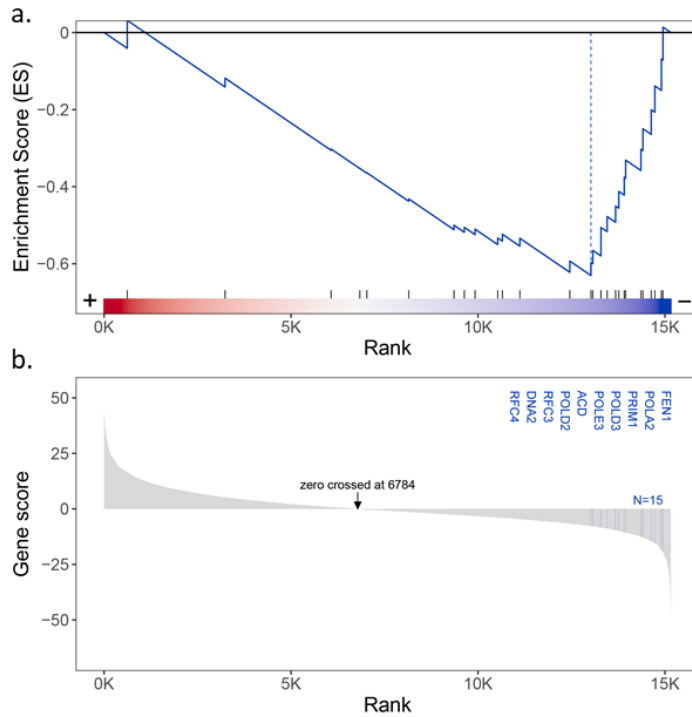 a.
Enrichment Score (ES)
0
−0.2
−0.4
−0.6
+
−
0K
5K
10K
15K
Rank
b.
Gene score
50
25
0
−25
−50
zero crossed at 6784
RFC4
DNA2
RFC3
POLD2
ACD
POLE3
POLD3
PRIM1
POLA2
FEN1
N=15
0K
5K
10K
15K
Rank